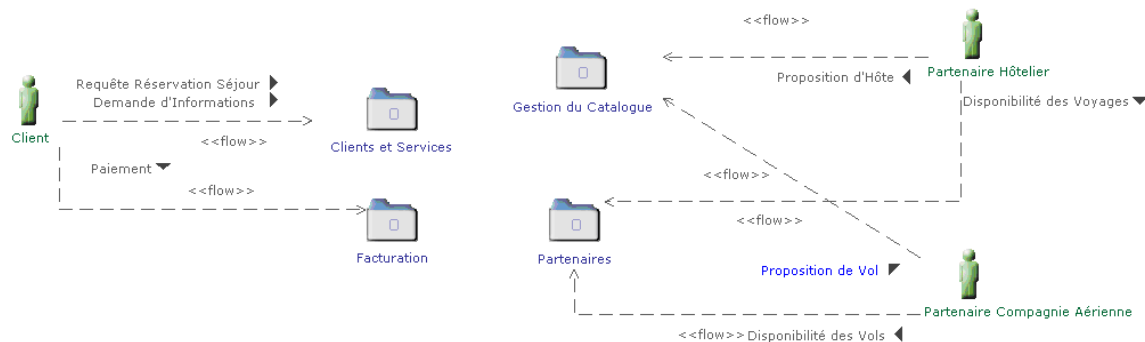 <<flow>>
Requête Réservation Séjour
Demande d'Informations
Client
<<flow>>
Clients et Services
Paiement
<<flow>>
Facturation
Gestion du Catalogue
Proposition d'Hôte
Partenaire Hôtelier
Disponibilité des Voyages
<<flow>>
<<flow>>
Partenaires
Proposition de Vol
Partenaire Compagnie Aérienne
<<flow>> Disponibilité des Vols